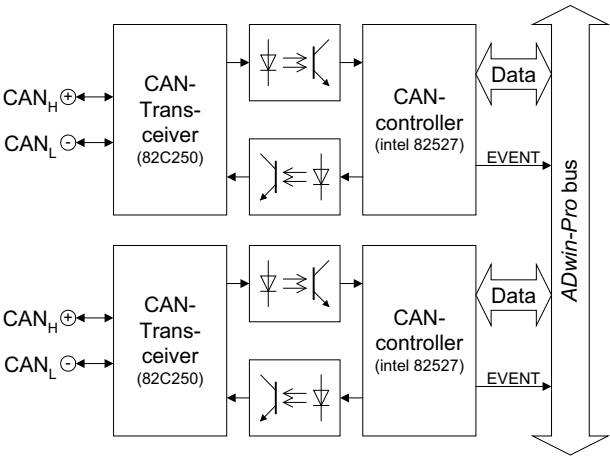 CAN-
Trans-
ceiver
(82C250)
CANH +
CANL -
CAN-
controller
(intel 82527)
Data
EVENT
ADwin-Pro bus
CAN-
Trans-
ceiver
(82C250)
CANH +
CANL -
CAN-
controller
(intel 82527)
Data
EVENT